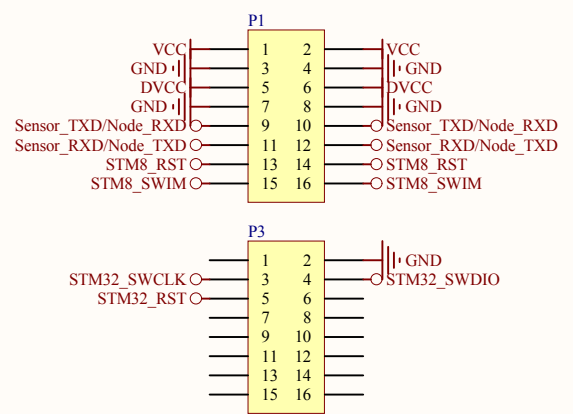 P1
VCC 1 2 VCC
GND 3 4 GND
DVCC 5 6 DVCC
GND 7 8 GND
Sensor_TXD/Node_RXD 9 10 Sensor_TXD/Node_RXD
Sensor_RXD/Node_TXD 11 12 Sensor_RXD/Node_TXD
STM8_RST 13 14 STM8_RST
STM8_SWIM 15 16 STM8_SWIM
P3
1 2 GND
STM32_SWCLK 3 4 STM32_SWDIO
STM32_RST 5 6
7 8
9 10
11 12
13 14
15 16